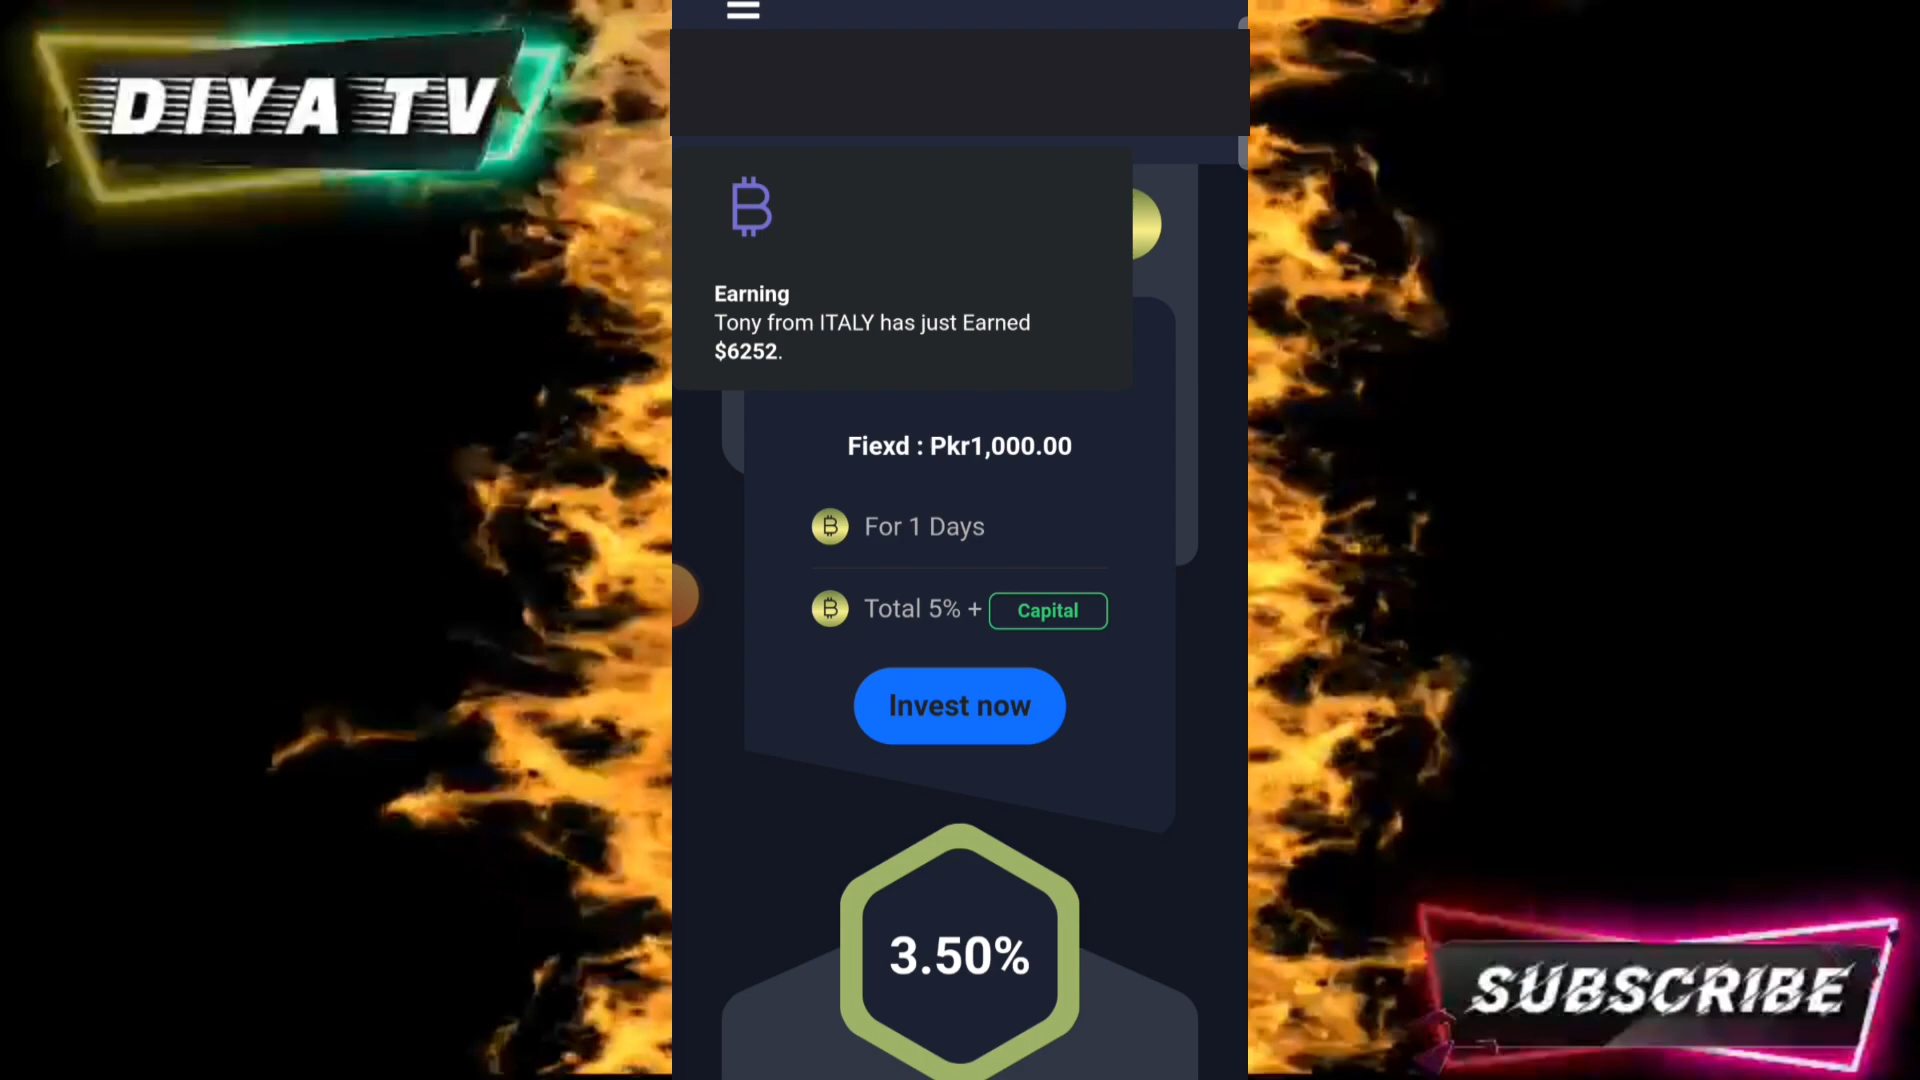 DIYA TV
Earning
Tony from ITALY has just Earned
$6252.
Fiexd : Pkr1,000.00
For 1 Days
Total 5% + Capital
Invest now
3.50%
SUBSCRIBE